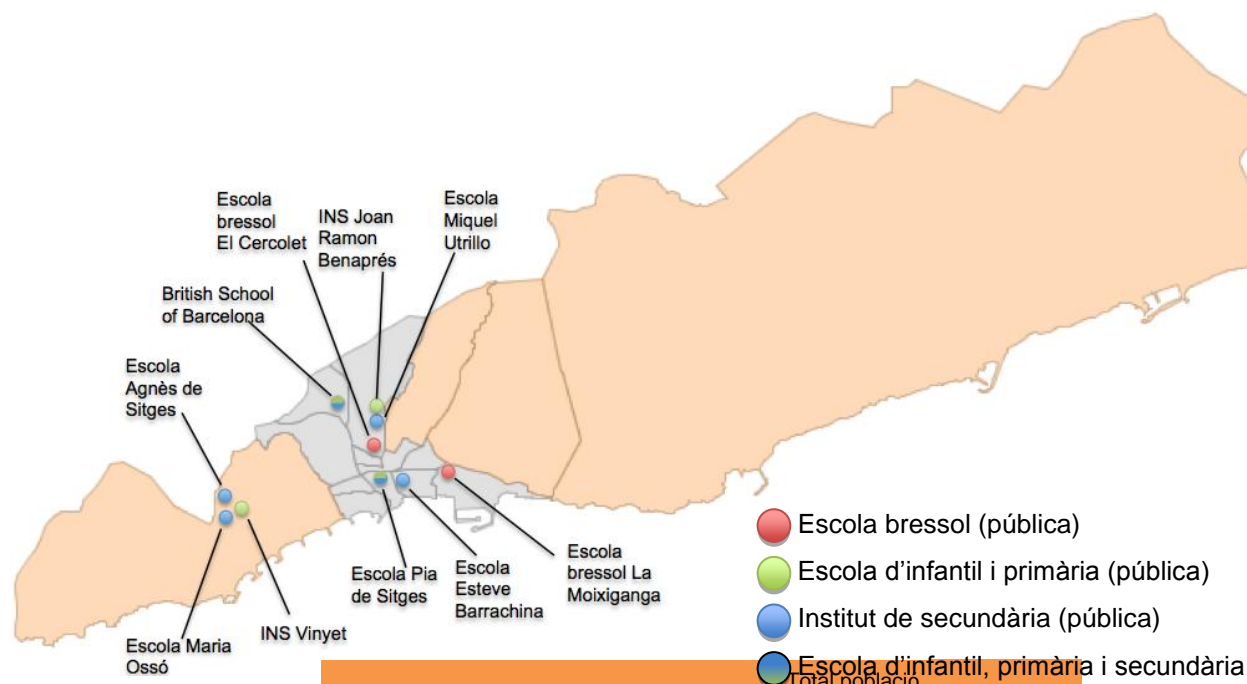 Escola
bressol
El Cercolet
INS Joan
Ramon
Benaprés
Escola
Miquel
Utrillo
British School
of Barcelona
Escola
Agnès de
Sitges
Escola Maria
Ossó
INS Vinyet
Escola Pia
de Sitges
Escola
Esteve
Barrachina
Escola
bressol La
Moixiganga
Escola bressol (pública)
Escola d’infantil i primària (pública)
Institut de secundària (pública)
Escola d’infantil, primària i secundària
Total població